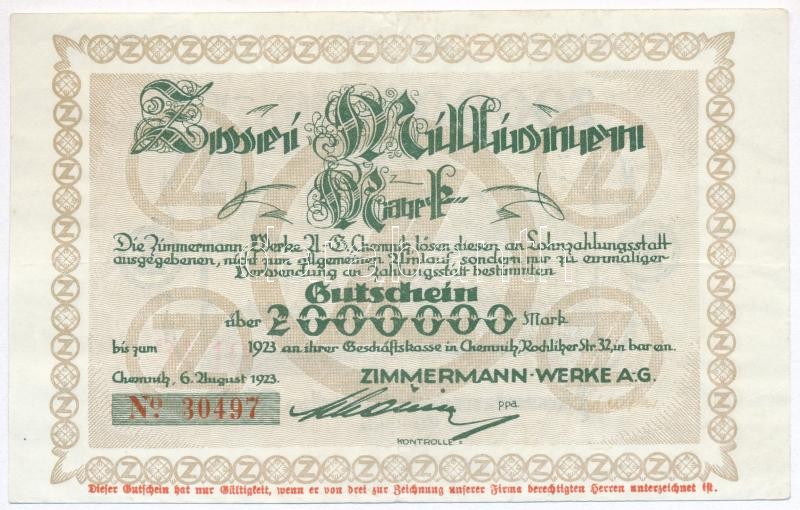 Zwei Millionen
Mark
Die Zimmermann Werke A-G. Chemnitz lösen diesen an Lohnzahlungsstatt
ausgegebenen, nicht zum allgemeinen Umlauf, sondern nur zu einmaliger
Verwendung an Zahlungsstatt bestimmten
Gutschein
über 2000000 Mark
bis zum 1923 an ihrer Geschäftskasse in Chemnitz, Rochlitzer Str. 32, in bar ein.
Chemnitz, 6. August 1923.
ZIMMERMANN-WERKE A-G.
No 30497
ppa.
KONTROLLE:
Dieser Gutschein hat nur Gültigkeit, wenn er von drei zur Zeichnung unserer Firma berechtigten Herren unterzeichnet ist.